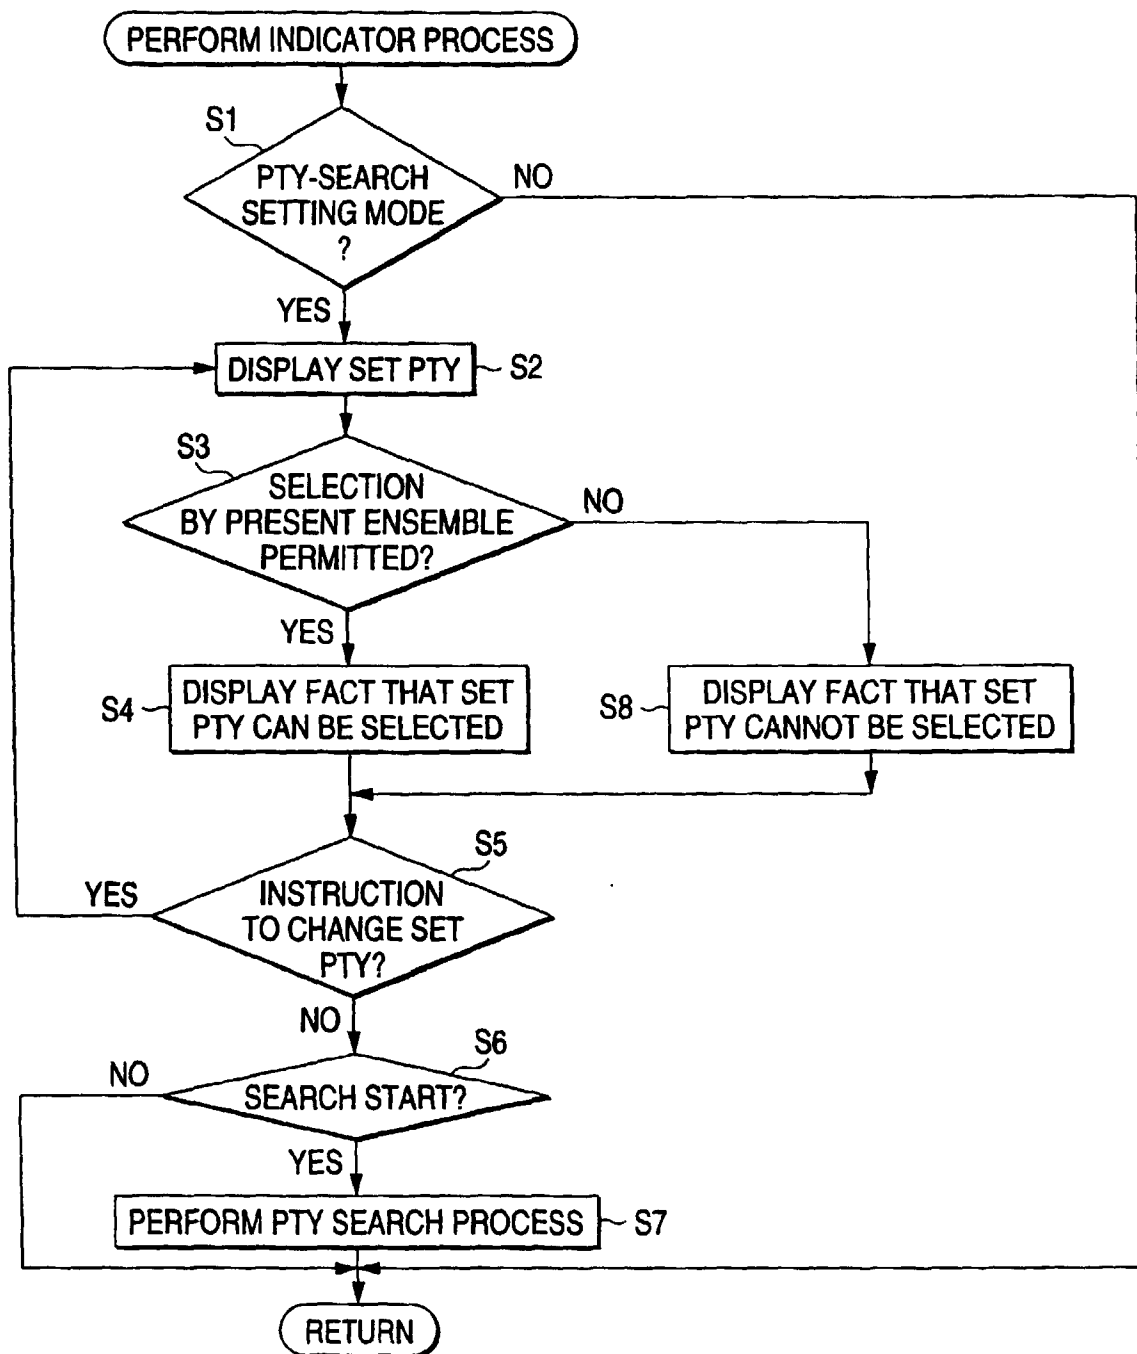 PERFORM INDICATOR PROCESS
S1
PTY-SEARCH
SETTING MODE
?
NO
YES
DISPLAY SET PTY
S2
S3
SELECTION
BY PRESENT ENSEMBLE
PERMITTED?
NO
YES
S4
DISPLAY FACT THAT SET
PTY CAN BE SELECTED
S8
DISPLAY FACT THAT SET
PTY CANNOT BE SELECTED
S5
YES
INSTRUCTION
TO CHANGE SET
PTY?
NO
S6
NO
SEARCH START?
YES
PERFORM PTY SEARCH PROCESS
S7
RETURN